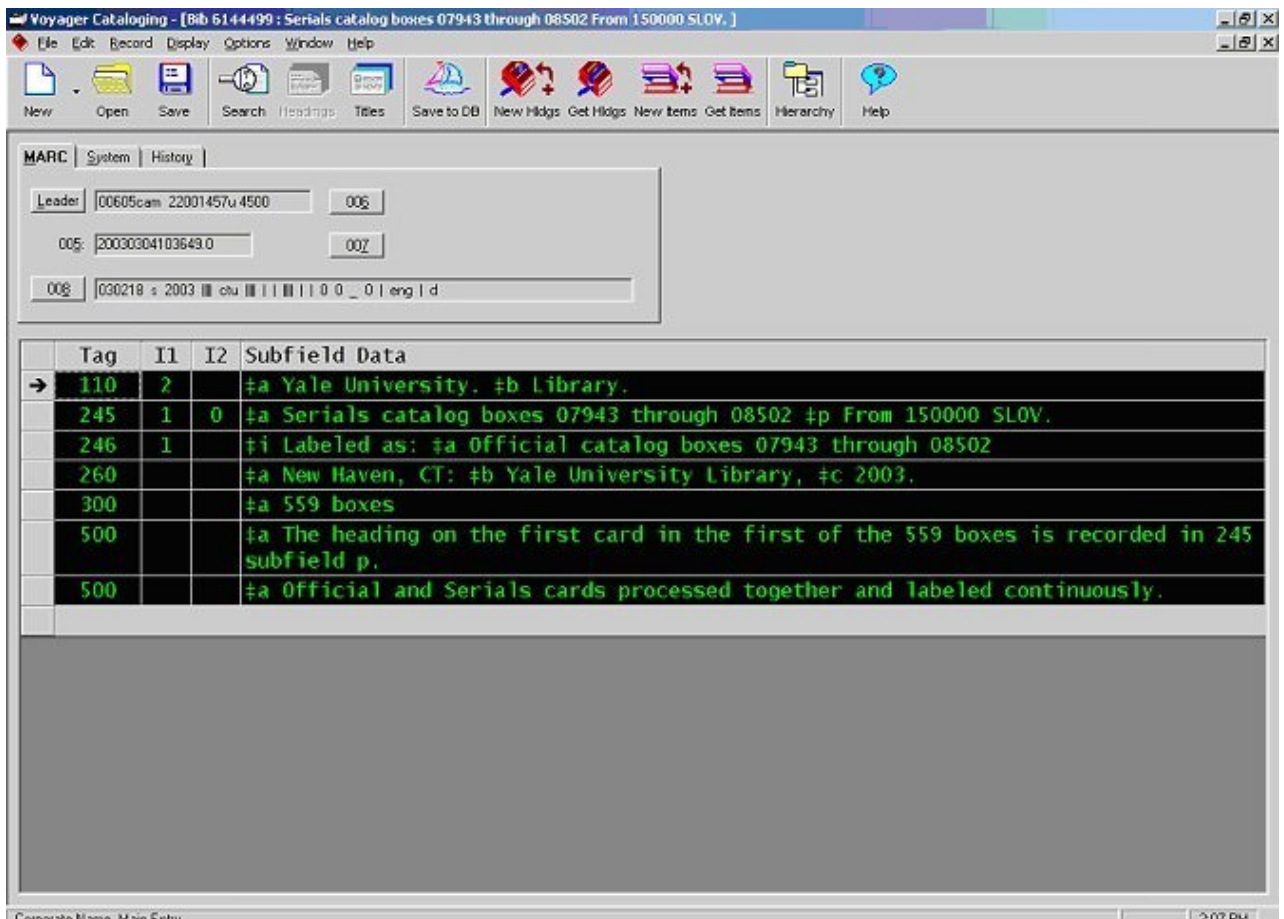 Voyager Cataloging - [Bib 6144499 : Serials catalog boxes 07943 through 08502 From 150000 SLOV. ]
File Edit Record Display Options Window Help
New Open Save Search Headings Titles Save to DB New Hldgs Get Hldgs New Items Get Items Hierarchy Help
MARC System History
Leader 00605cam 22001457u 4500 006
005: 20030304103649.0 007
008 030218 s 2003 ctu 0 0 _ 0 | eng | d
Tag I1 I2 Subfield Data
110 2 ‡a Yale University. ‡b Library.
245 1 0 ‡a Serials catalog boxes 07943 through 08502 ‡p From 150000 SLOV.
246 1 ‡i Labeled as: ‡a Official catalog boxes 07943 through 08502
260 ‡a New Haven, CT: ‡b Yale University Library, ‡c 2003.
300 ‡a 559 boxes
500 ‡a The heading on the first card in the first of the 559 boxes is recorded in 245
subfield p.
500 ‡a Official and Serials cards processed together and labeled continuously.
Corporate Name, Main Entry 2:07 PM